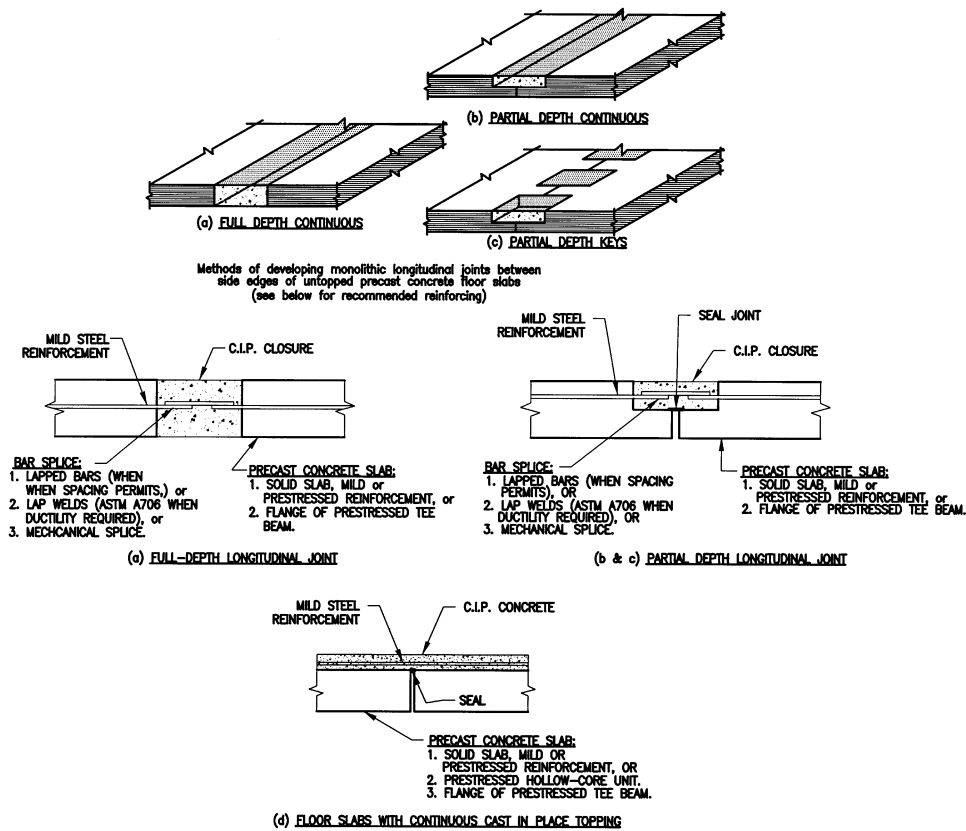 (b) PARTIAL DEPTH CONTINUOUS
(a) FULL DEPTH CONTINUOUS
(c) PARTIAL DEPTH KEYS
Methods of developing monolithic longitudinal joints between
side edges of untopped precast concrete floor slabs
(see below for recommended reinforcing)
MILD STEEL
REINFORCEMENT
C.I.P. CLOSURE
BAR SPLICE:
1. LAPPED BARS (WHEN
WHEN SPACING PERMITS,) or
2. LAP WELDS (ASTM A706 WHEN
DUCTILITY REQUIRED), or
3. MECHCANICAL SPLICE.
PRECAST CONCRETE SLAB:
1. SOLID SLAB, MILD or
PRESTRESSED REINFORCEMENT, or
2. FLANGE OF PRESTRESSED TEE
BEAM.
(a) FULL-DEPTH LONGITUDINAL JOINT
MILD STEEL
REINFORCEMENT
SEAL JOINT
C.I.P. CLOSURE
BAR SPLICE:
1. LAPPED BARS (WHEN SPACING
PERMITS), OR
2. LAP WELDS (ASTM A706 WHEN
DUCTILITY REQUIRED), OR
3. MECHCANICAL SPLICE.
PRECAST CONCRETE SLAB:
1. SOLID SLAB, MILD or
PRESTRESSED REINFORCEMENT, or
2. FLANGE OF PRESTRESSED TEE BEAM.
(b & c) PARTIAL DEPTH LONGITUDINAL JOINT
MILD STEEL
REINFORCEMENT
C.I.P. CONCRETE
SEAL
PRECAST CONCRETE SLAB:
1. SOLID SLAB, MILD OR
PRESTRESSED REINFORCEMENT, OR
2. PRESTRESSED HOLLOW-CORE UNIT.
3. FLANGE OF PRESTRESSED TEE BEAM.
(d) FLOOR SLABS WITH CONTINUOUS CAST IN PLACE TOPPING